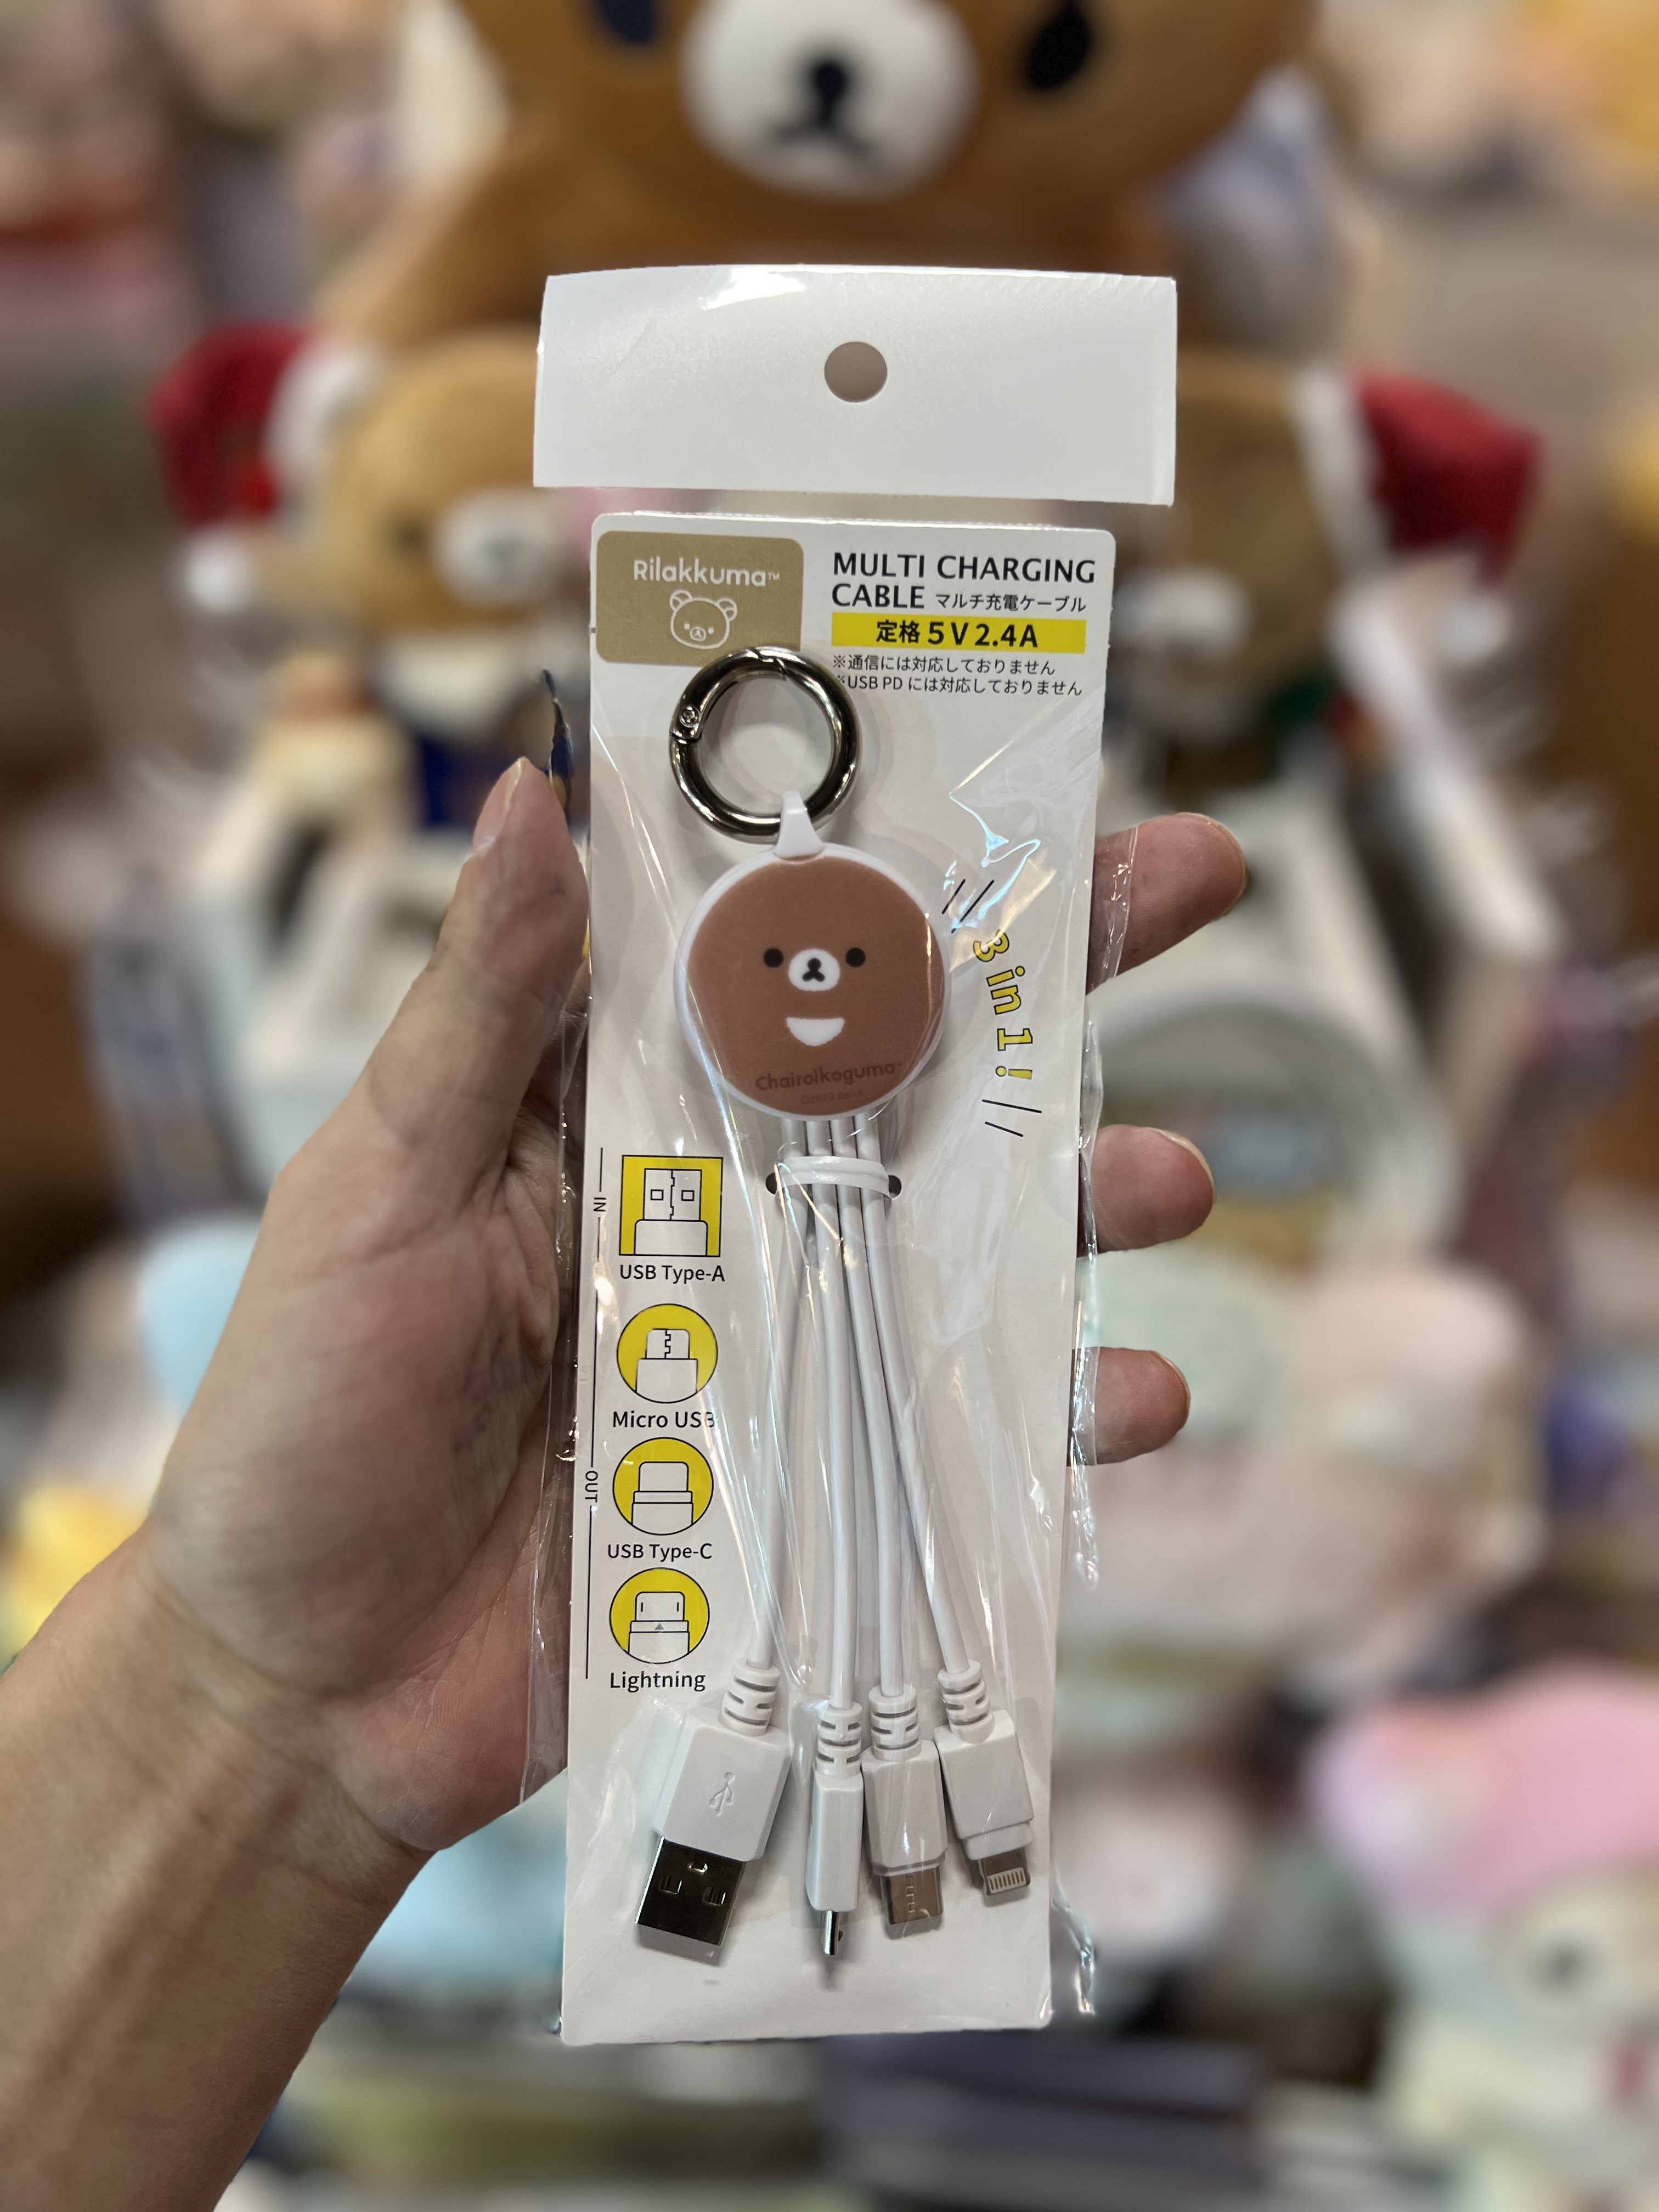 Rilakkuma™
MULTI CHARGING
CABLE マルチ充電ケーブル
定格 5V 2.4A
※通信には対応しておりません
※USB PD には対応しておりません
3 in 1!
Chairoikoguma™
IN
USB Type-A
OUT
Micro USB
USB Type-C
Lightning